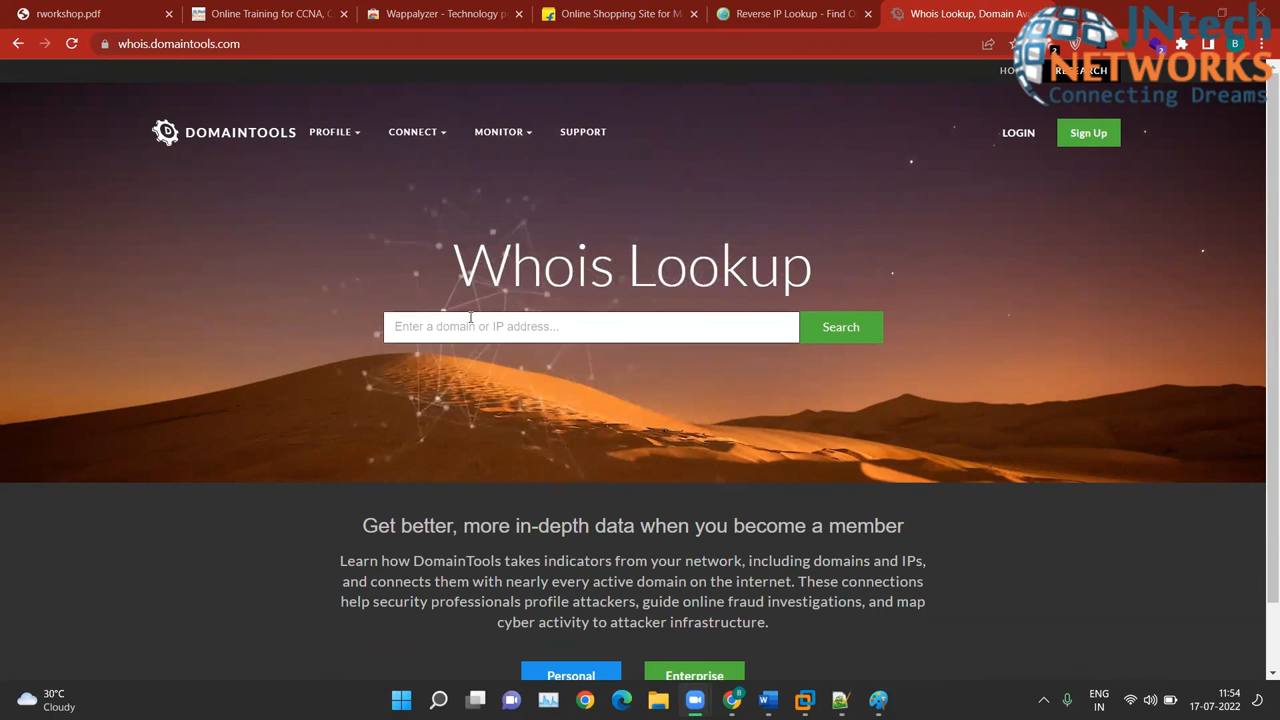 rworkshop.pdf
Online Training for CCNA, C
Wappalyzer - Technology p
Online Shopping Site for M
Reverse IP Lookup - Find O
Whois Lookup, Domain Av
whois.domaintools.com
B
JNtech
NETWORKS
Connecting Dreams
RESEARCH
DOMAINTOOLS
PROFILE
CONNECT
MONITOR
SUPPORT
LOGIN
Sign Up
Whois Lookup
Enter a domain or IP address...
Search
Get better, more in-depth data when you become a member
Learn how DomainTools takes indicators from your network, including domains and IPs,
and connects them with nearly every active domain on the internet. These connections
help security professionals profile attackers, guide online fraud investigations, and map
cyber activity to attacker infrastructure.
Personal
Enterprise
30°C
Cloudy
ENG
IN
11:54
17-07-2022